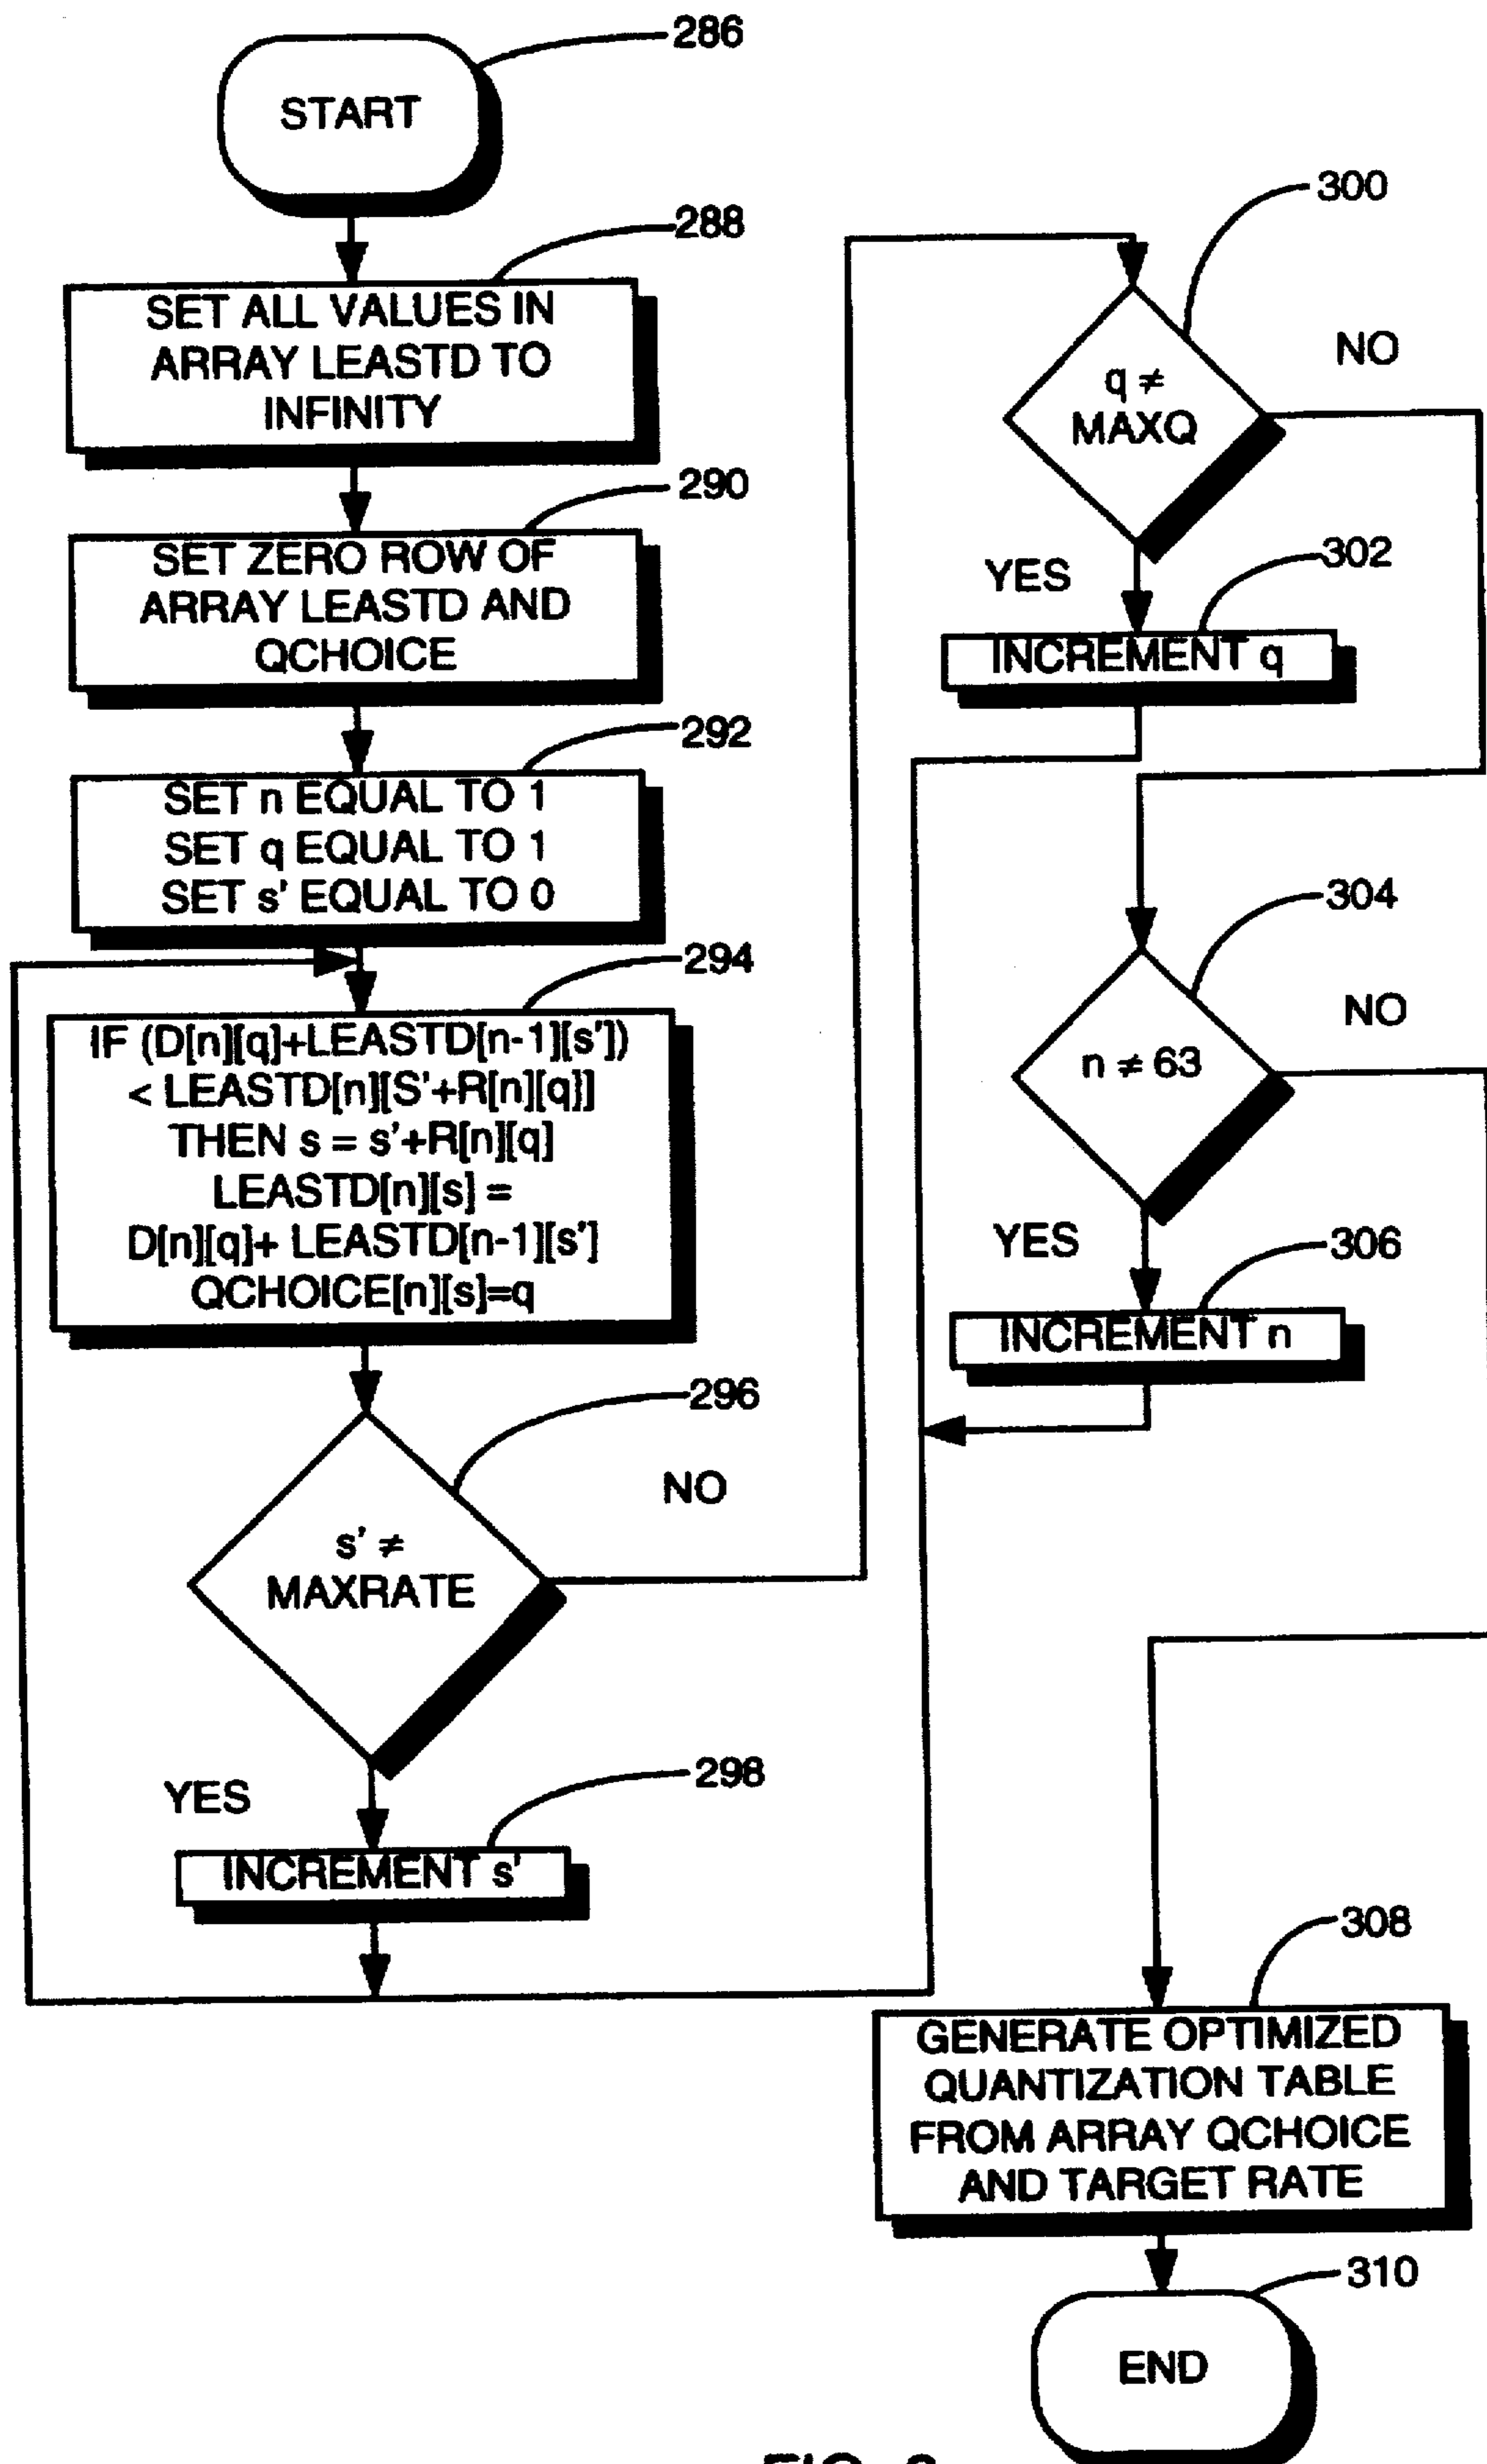 286
START
288
SET ALL VALUES IN
ARRAY LEASTD TO
INFINITY
290
SET ZERO ROW OF
ARRAY LEASTD AND
QCHOICE
292
SET n EQUAL TO 1
SET q EQUAL TO 1
SET s' EQUAL TO 0
294
IF (D[n][q]+LEASTD[n-1][s'])
< LEASTD[n][S'+R[n][q]]
THEN s = s'+R[n][q]
LEASTD[n][s] =
D[n][q]+ LEASTD[n-1][s']
QCHOICE[n][s]=q
296
NO
s' ≠
MAXRATE
YES
298
INCREMENT s'
300
NO
q ≠
MAXQ
YES
302
INCREMENT q
304
NO
n ≠ 63
YES
306
INCREMENT n
308
GENERATE OPTIMIZED
QUANTIZATION TABLE
FROM ARRAY QCHOICE
AND TARGET RATE
310
END